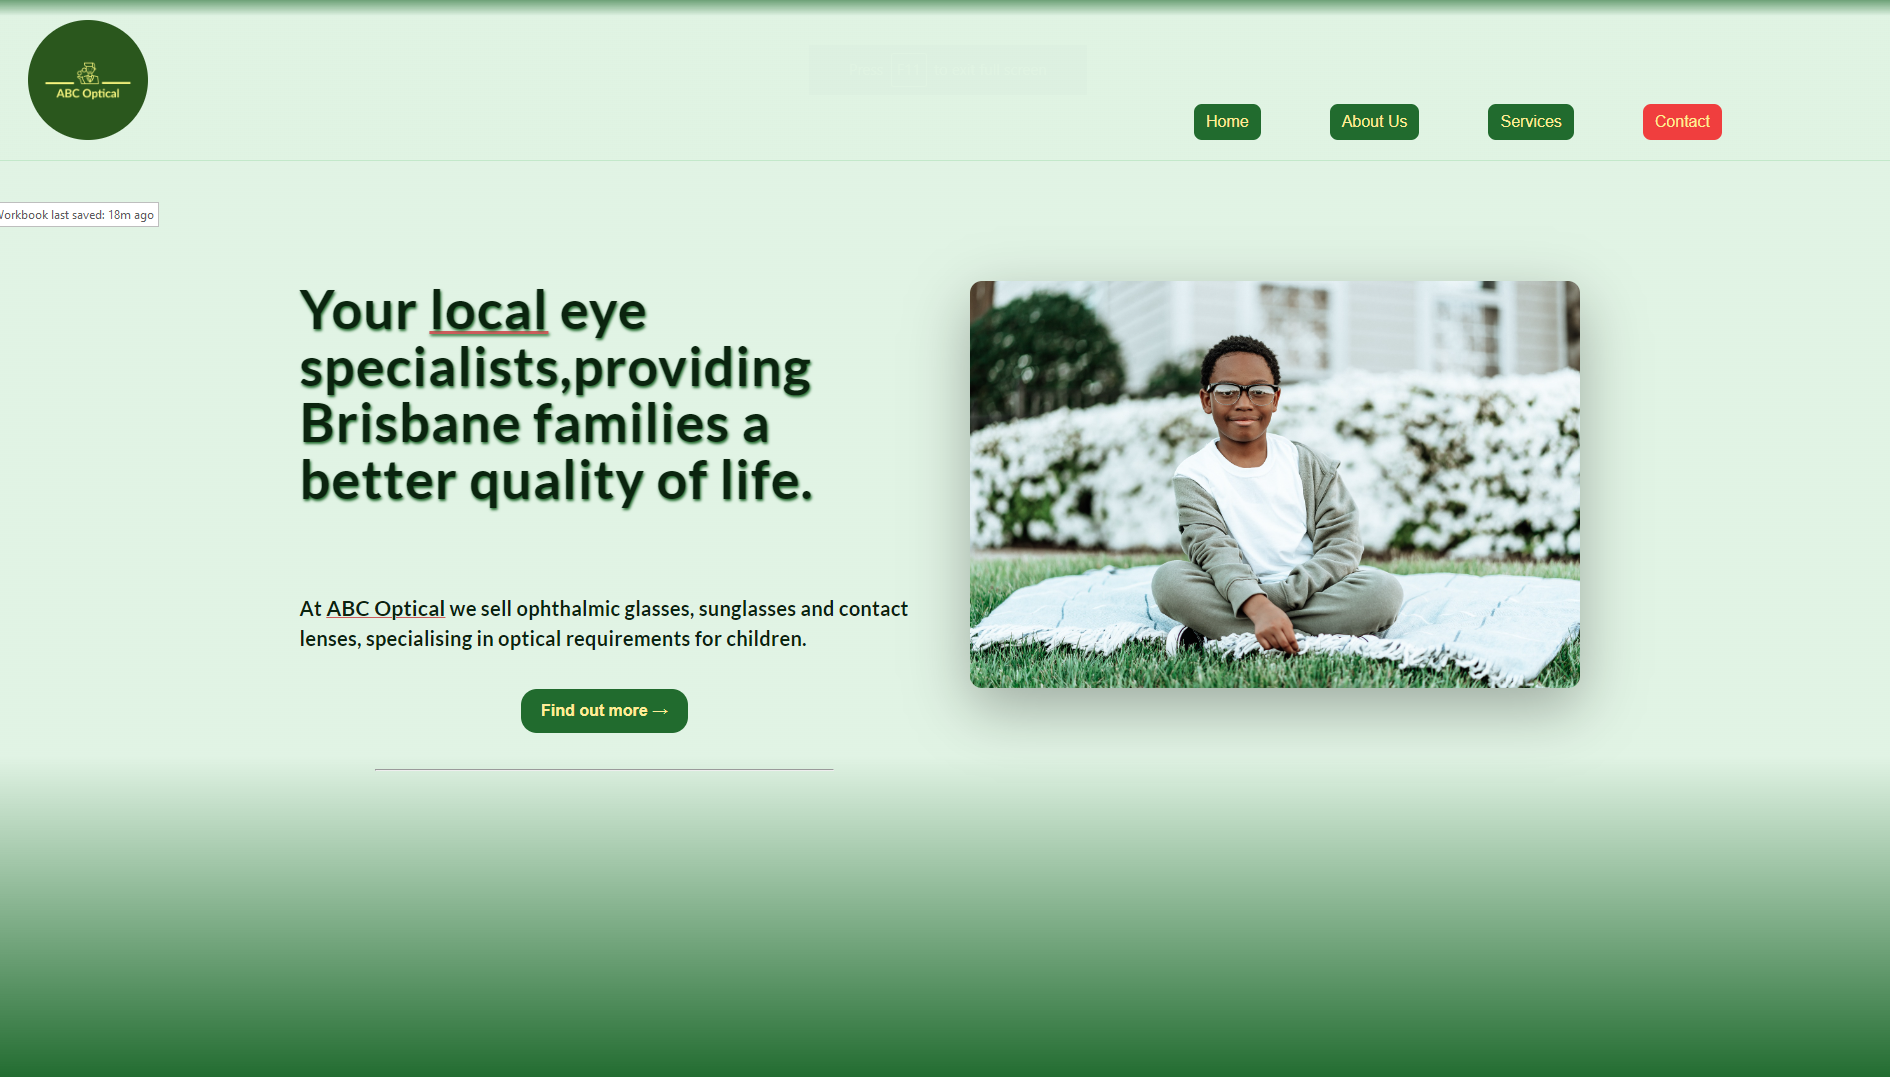 ABC Optical
Home
About Us
Services
Contact
Workbook last saved: 18m ago
Your local eye
specialists,providing
Brisbane families a
better quality of life.
At ABC Optical we sell ophthalmic glasses, sunglasses and contact
lenses, specialising in optical requirements for children.
Find out more →